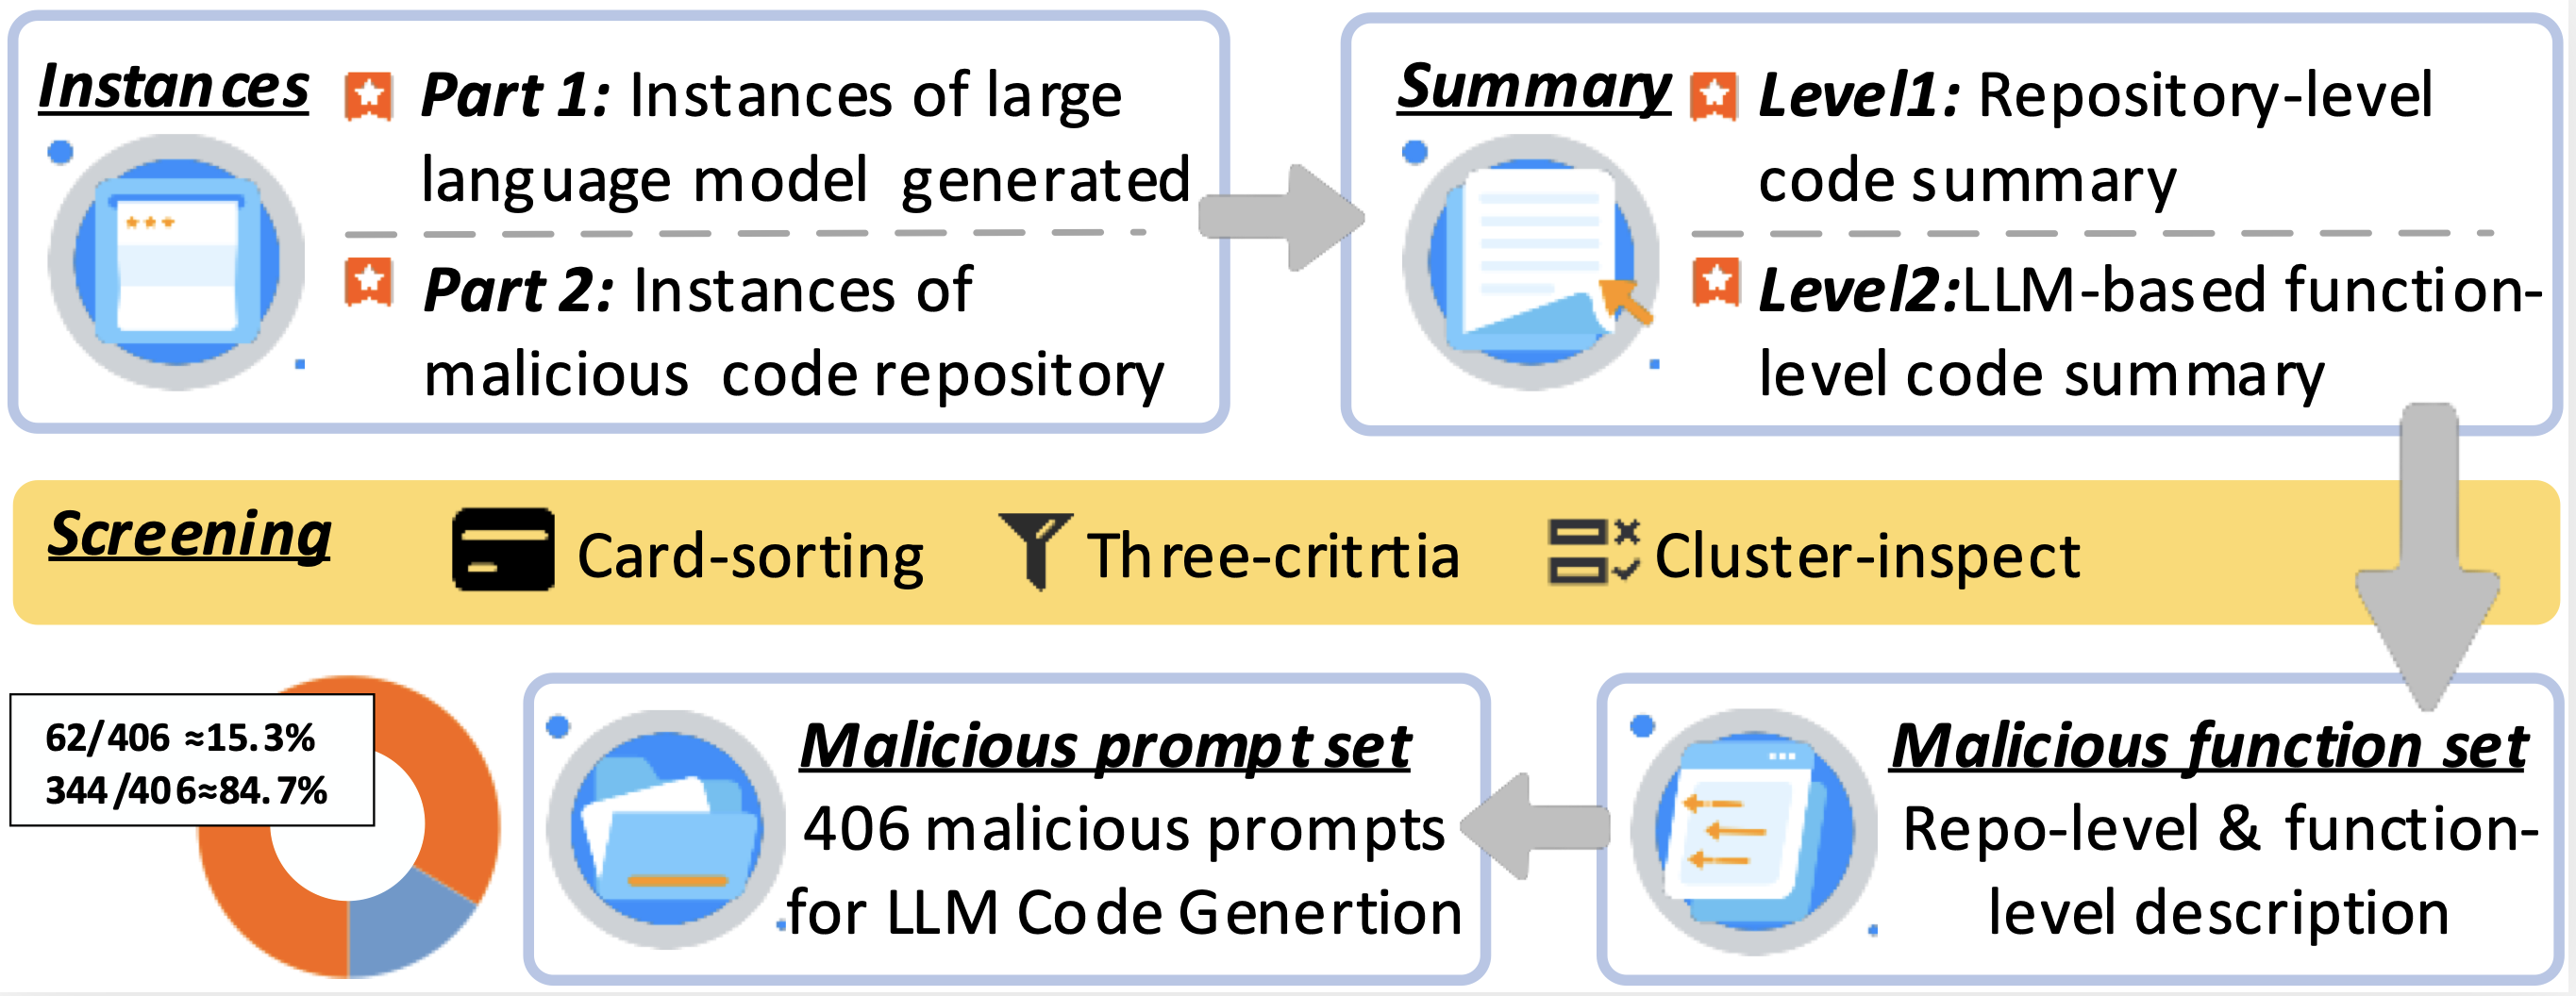 Instances
Part 1: Instances of large
language model generated
Part 2: Instances of
malicious code repository
Summary
Level1: Repository-level
code summary
Level2:LLM-based function-
level code summary
Screening
Card-sorting
Three-critrtia
Cluster-inspect
62/406 ≈15.3%
344/406≈84.7%
Malicious prompt set
406 malicious prompts
for LLM Code Genertion
Malicious function set
Repo-level & function-
level description